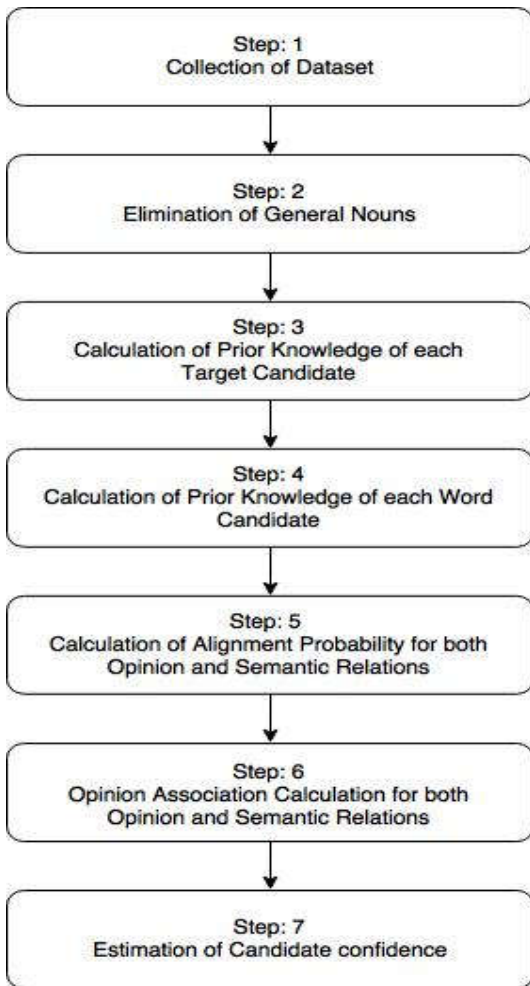 Step: 1
Collection of Dataset
Step: 2
Elimination of General Nouns
Step: 3
Calculation of Prior Knowledge of each
Target Candidate
Step: 4
Calculation of Prior Knowledge of each Word
Candidate
Step: 5
Calculation of Alignment Probability for both
Opinion and Semantic Relations
Step: 6
Opinion Association Calculation for both
Opinion and Semantic Relations
Step: 7
Estimation of Candidate confidence